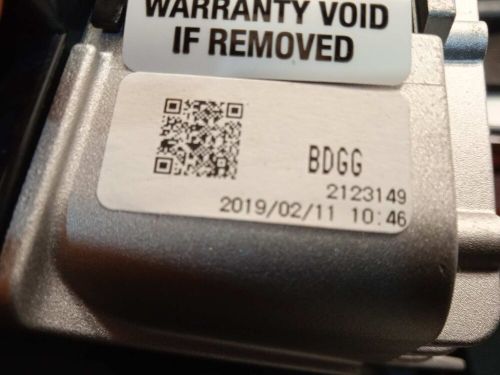 WARRANTY VOID
IF REMOVED
BDGG
2123149
2019/02/11 10:46